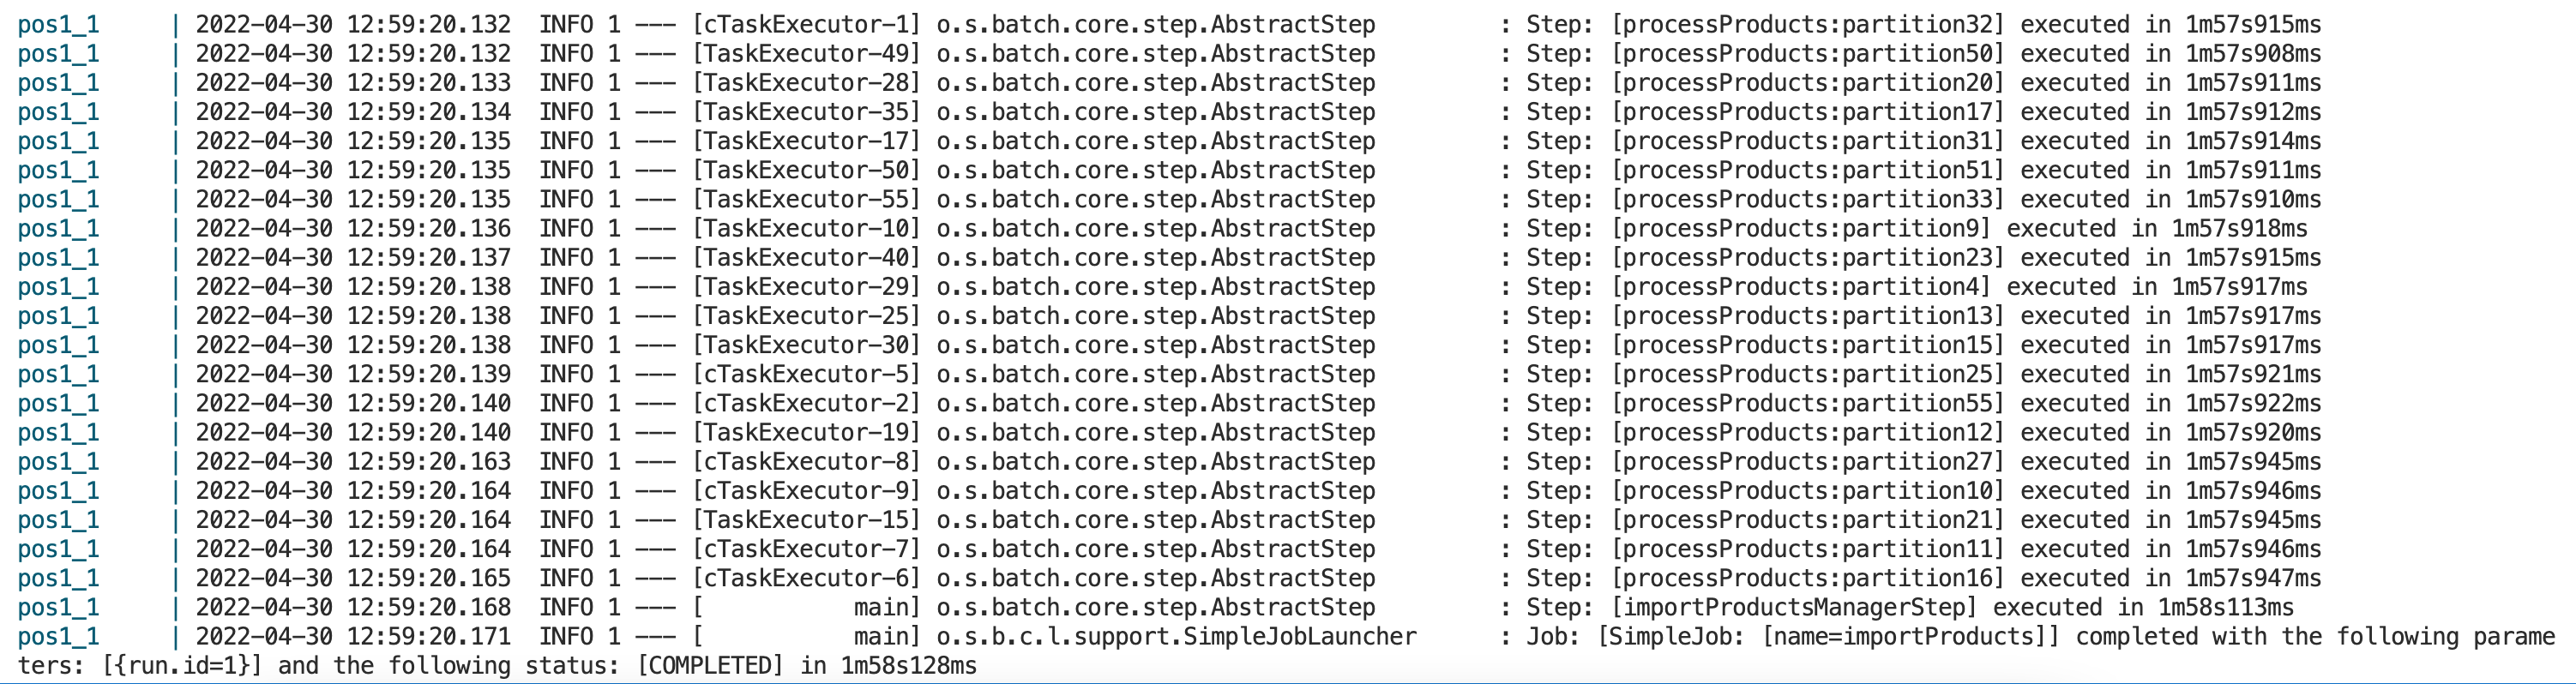 pos1_1      | 2022-04-30 12:59:20.132  INFO 1 --- [cTaskExecutor-1] o.s.batch.core.step.AbstractStep         : Step: [processProducts:partition32] executed in 1m57s915ms
pos1_1      | 2022-04-30 12:59:20.132  INFO 1 --- [TaskExecutor-49] o.s.batch.core.step.AbstractStep         : Step: [processProducts:partition50] executed in 1m57s908ms
pos1_1      | 2022-04-30 12:59:20.133  INFO 1 --- [TaskExecutor-28] o.s.batch.core.step.AbstractStep         : Step: [processProducts:partition20] executed in 1m57s911ms
pos1_1      | 2022-04-30 12:59:20.134  INFO 1 --- [TaskExecutor-35] o.s.batch.core.step.AbstractStep         : Step: [processProducts:partition17] executed in 1m57s912ms
pos1_1      | 2022-04-30 12:59:20.135  INFO 1 --- [TaskExecutor-17] o.s.batch.core.step.AbstractStep         : Step: [processProducts:partition31] executed in 1m57s914ms
pos1_1      | 2022-04-30 12:59:20.135  INFO 1 --- [TaskExecutor-50] o.s.batch.core.step.AbstractStep         : Step: [processProducts:partition51] executed in 1m57s911ms
pos1_1      | 2022-04-30 12:59:20.135  INFO 1 --- [TaskExecutor-55] o.s.batch.core.step.AbstractStep         : Step: [processProducts:partition33] executed in 1m57s910ms
pos1_1      | 2022-04-30 12:59:20.136  INFO 1 --- [TaskExecutor-10] o.s.batch.core.step.AbstractStep         : Step: [processProducts:partition9] executed in 1m57s918ms
pos1_1      | 2022-04-30 12:59:20.137  INFO 1 --- [TaskExecutor-40] o.s.batch.core.step.AbstractStep         : Step: [processProducts:partition23] executed in 1m57s915ms
pos1_1      | 2022-04-30 12:59:20.138  INFO 1 --- [TaskExecutor-29] o.s.batch.core.step.AbstractStep         : Step: [processProducts:partition4] executed in 1m57s917ms
pos1_1      | 2022-04-30 12:59:20.138  INFO 1 --- [TaskExecutor-25] o.s.batch.core.step.AbstractStep         : Step: [processProducts:partition13] executed in 1m57s917ms
pos1_1      | 2022-04-30 12:59:20.138  INFO 1 --- [TaskExecutor-30] o.s.batch.core.step.AbstractStep         : Step: [processProducts:partition15] executed in 1m57s917ms
pos1_1      | 2022-04-30 12:59:20.139  INFO 1 --- [cTaskExecutor-5] o.s.batch.core.step.AbstractStep         : Step: [processProducts:partition25] executed in 1m57s921ms
pos1_1      | 2022-04-30 12:59:20.140  INFO 1 --- [cTaskExecutor-2] o.s.batch.core.step.AbstractStep         : Step: [processProducts:partition55] executed in 1m57s922ms
pos1_1      | 2022-04-30 12:59:20.140  INFO 1 --- [TaskExecutor-19] o.s.batch.core.step.AbstractStep         : Step: [processProducts:partition12] executed in 1m57s920ms
pos1_1      | 2022-04-30 12:59:20.163  INFO 1 --- [cTaskExecutor-8] o.s.batch.core.step.AbstractStep         : Step: [processProducts:partition27] executed in 1m57s945ms
pos1_1      | 2022-04-30 12:59:20.164  INFO 1 --- [cTaskExecutor-9] o.s.batch.core.step.AbstractStep         : Step: [processProducts:partition10] executed in 1m57s946ms
pos1_1      | 2022-04-30 12:59:20.164  INFO 1 --- [TaskExecutor-15] o.s.batch.core.step.AbstractStep         : Step: [processProducts:partition21] executed in 1m57s945ms
pos1_1      | 2022-04-30 12:59:20.164  INFO 1 --- [cTaskExecutor-7] o.s.batch.core.step.AbstractStep         : Step: [processProducts:partition11] executed in 1m57s946ms
pos1_1      | 2022-04-30 12:59:20.165  INFO 1 --- [cTaskExecutor-6] o.s.batch.core.step.AbstractStep         : Step: [processProducts:partition16] executed in 1m57s947ms
pos1_1      | 2022-04-30 12:59:20.168  INFO 1 --- [           main] o.s.batch.core.step.AbstractStep         : Step: [importProductsManagerStep] executed in 1m58s113ms
pos1_1      | 2022-04-30 12:59:20.171  INFO 1 --- [           main] o.s.b.c.l.support.SimpleJobLauncher      : Job: [SimpleJob: [name=importProducts]] completed with the following parame
ters: [{run.id=1}] and the following status: [COMPLETED] in 1m58s128ms